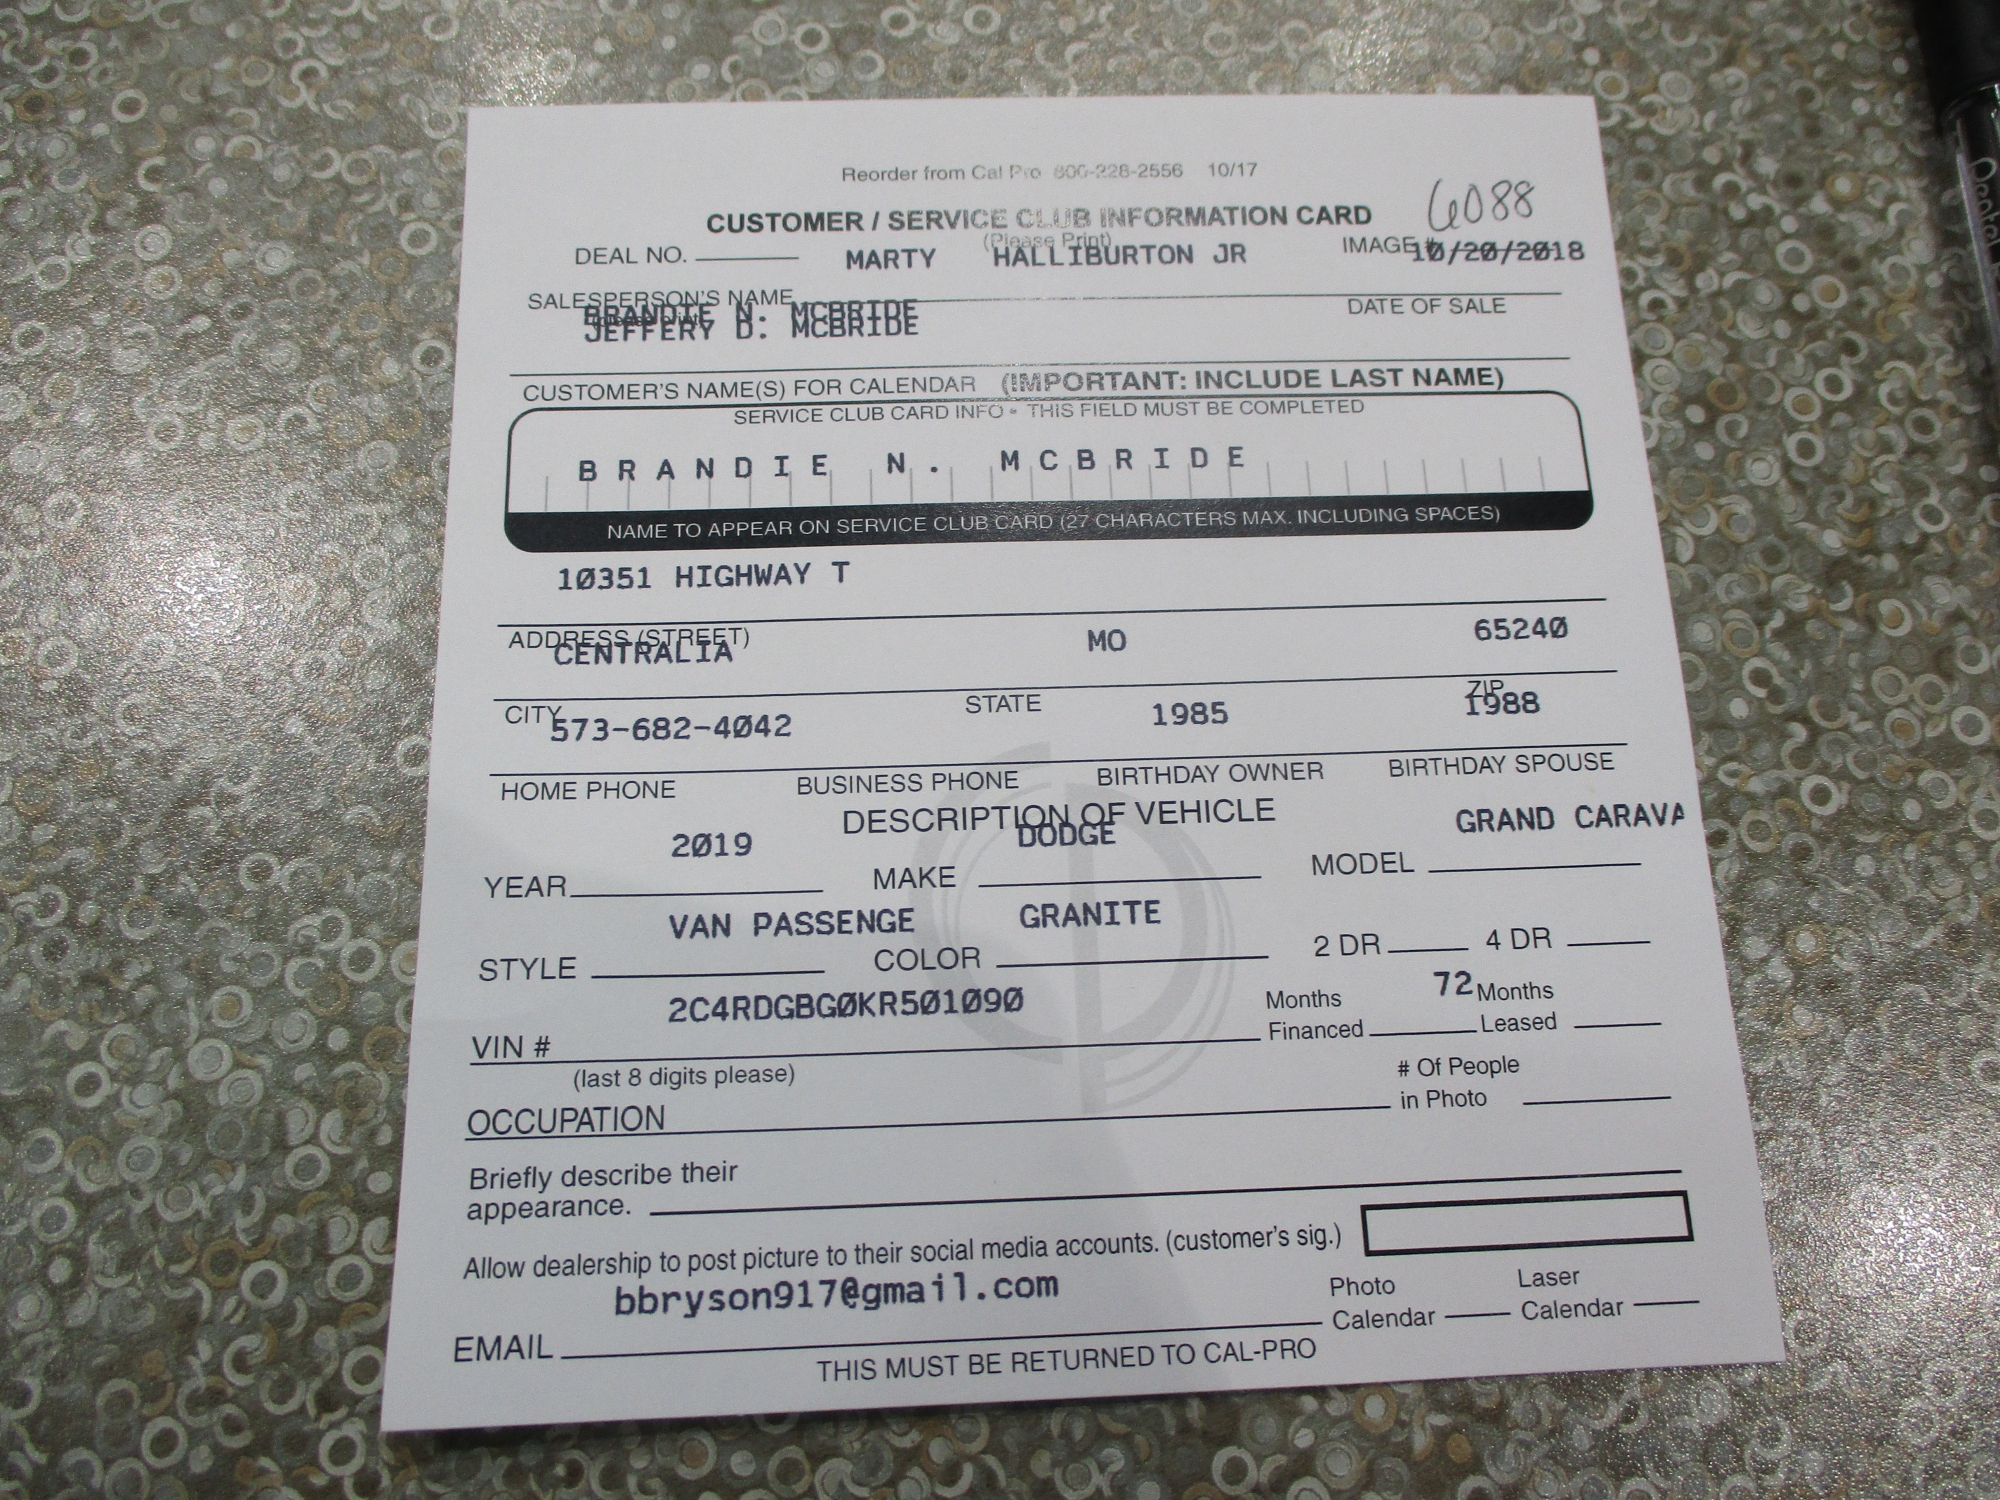 Reorder from Cal Pro 800-228-2556 10/17
6088
CUSTOMER / SERVICE CLUB INFORMATION CARD
(Please Print)
DEAL NO. MARTY HALLIBURTON JR IMAGE # 10/20/2018
SALESPERSON'S NAME DATE OF SALE
BRANDIE N. MCBRIDE
JEFFERY D. MCBRIDE
CUSTOMER'S NAME(S) FOR CALENDAR (IMPORTANT: INCLUDE LAST NAME)
SERVICE CLUB CARD INFO - THIS FIELD MUST BE COMPLETED
BRANDIE N. MCBRIDE
NAME TO APPEAR ON SERVICE CLUB CARD (27 CHARACTERS MAX. INCLUDING SPACES)
10351 HIGHWAY T
ADDRESS (STREET)
CENTRALIA MO 65240
CITY STATE ZIP
573-682-4042 1985 1988
HOME PHONE BUSINESS PHONE BIRTHDAY OWNER BIRTHDAY SPOUSE
DESCRIPTION OF VEHICLE
2019 DODGE GRAND CARAVA
YEAR MAKE MODEL
VAN PASSENGE GRANITE
STYLE COLOR 2 DR 4 DR
2C4RDGBG0KR501090 Months 72 Months
VIN # Financed Leased
(last 8 digits please) # Of People
OCCUPATION in Photo
Briefly describe their
appearance.
Allow dealership to post picture to their social media accounts. (customer's sig.)
bbryson917@gmail.com Photo Laser
EMAIL Calendar Calendar
THIS MUST BE RETURNED TO CAL-PRO